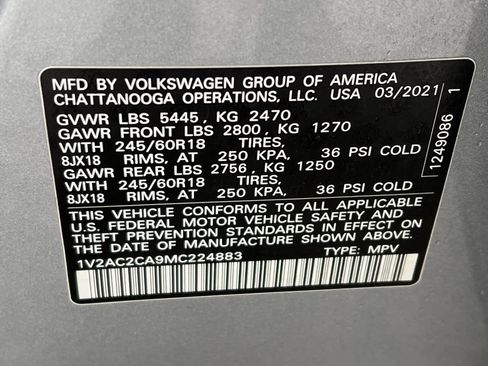 MFD BY VOLKSWAGEN GROUP OF AMERICA
CHATTANOOGA OPERATIONS, LLC. USA 03/2021
GVWR LBS 5445, KG 2470
GAWR FRONT LBS 2800, KG 1270
WITH 245/60R18 TIRES,
8JX18 RIMS, AT 250 KPA, 36 PSI COLD
GAWR REAR LBS 2756, KG 1250
WITH 245/60R18 TIRES,
8JX18 RIMS, AT 250 KPA, 36 PSI COLD
THIS VEHICLE CONFORMS TO ALL APPLICABLE
U.S. FEDERAL MOTOR VEHICLE SAFETY AND
THEFT PREVENTION STANDARDS IN EFFECT ON
THE DATE OF MANUFACTURE SHOWN ABOVE.
1V2AC2CA9MC224883 TYPE: MPV
1249086 1